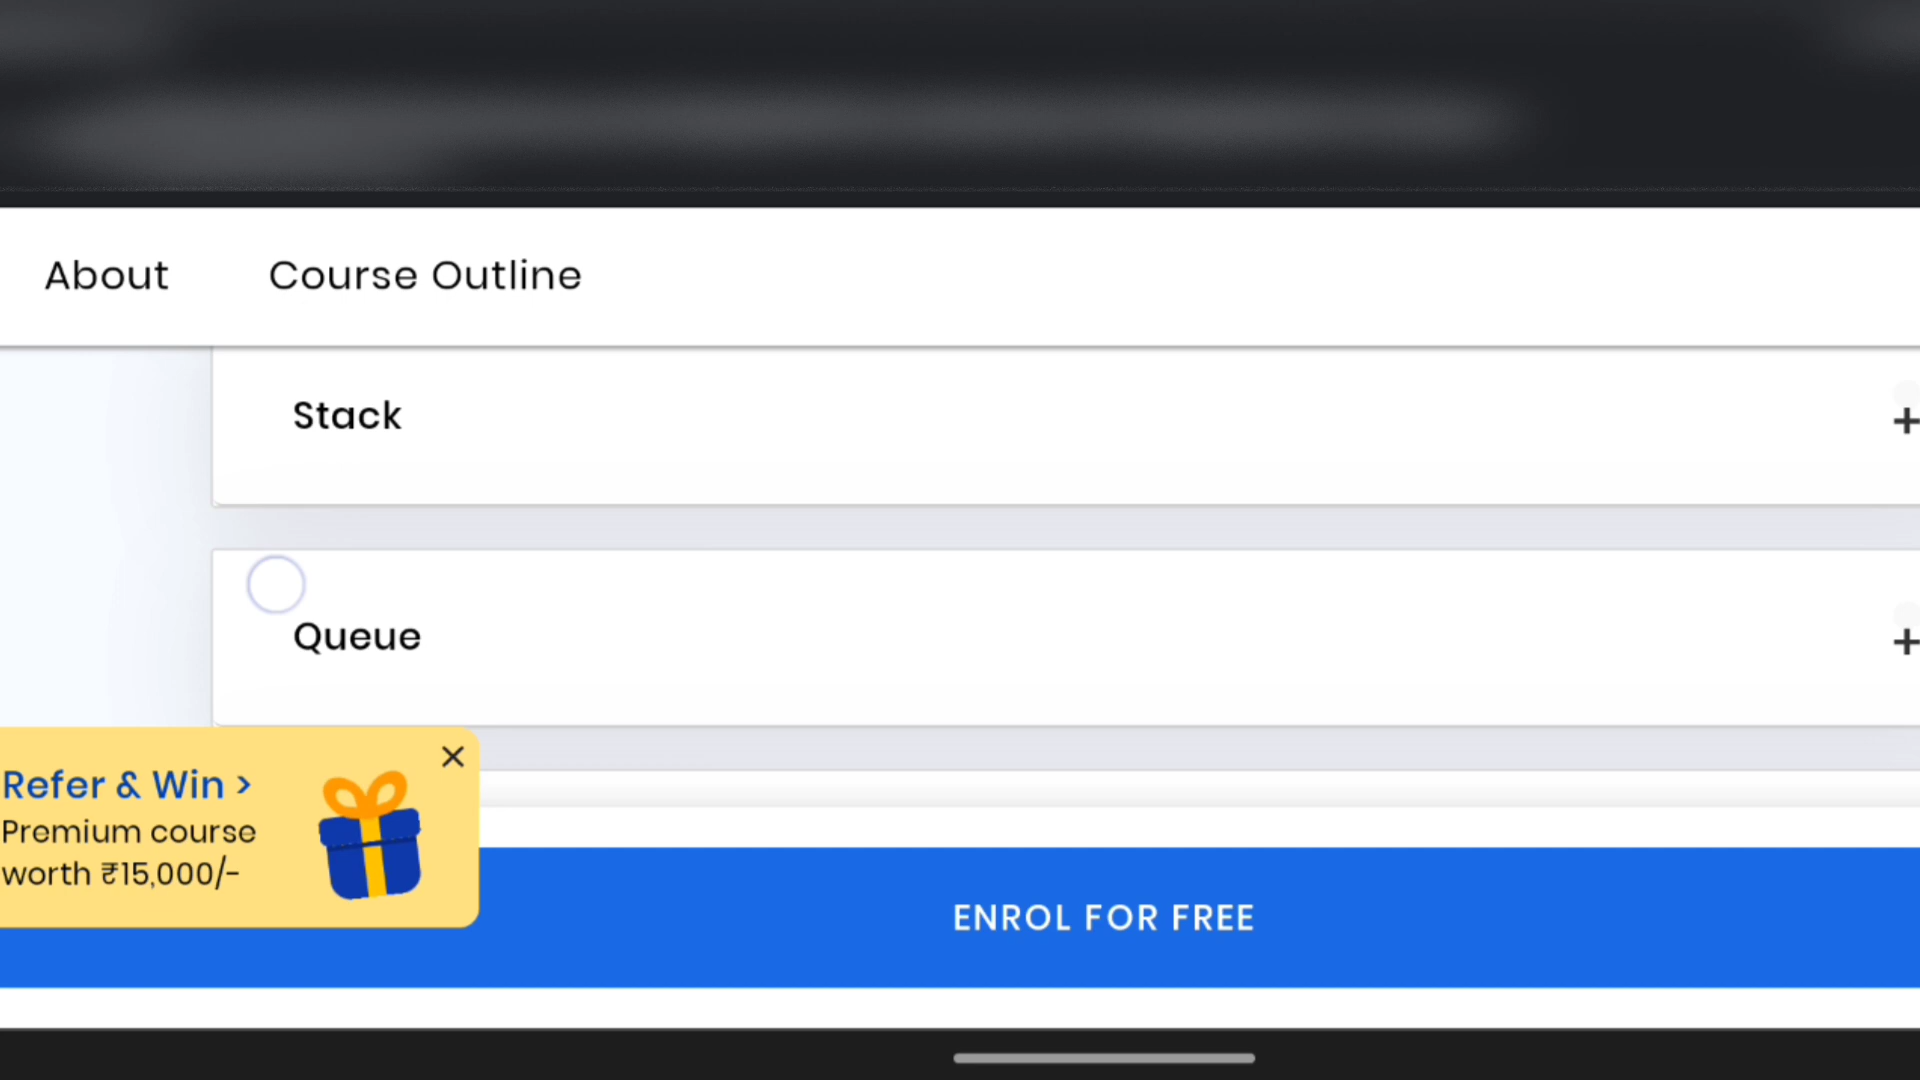 About
Course Outline
Stack
+
Queue
+
Refer & Win >
Premium course
worth ₹15,000/-
ENROL FOR FREE